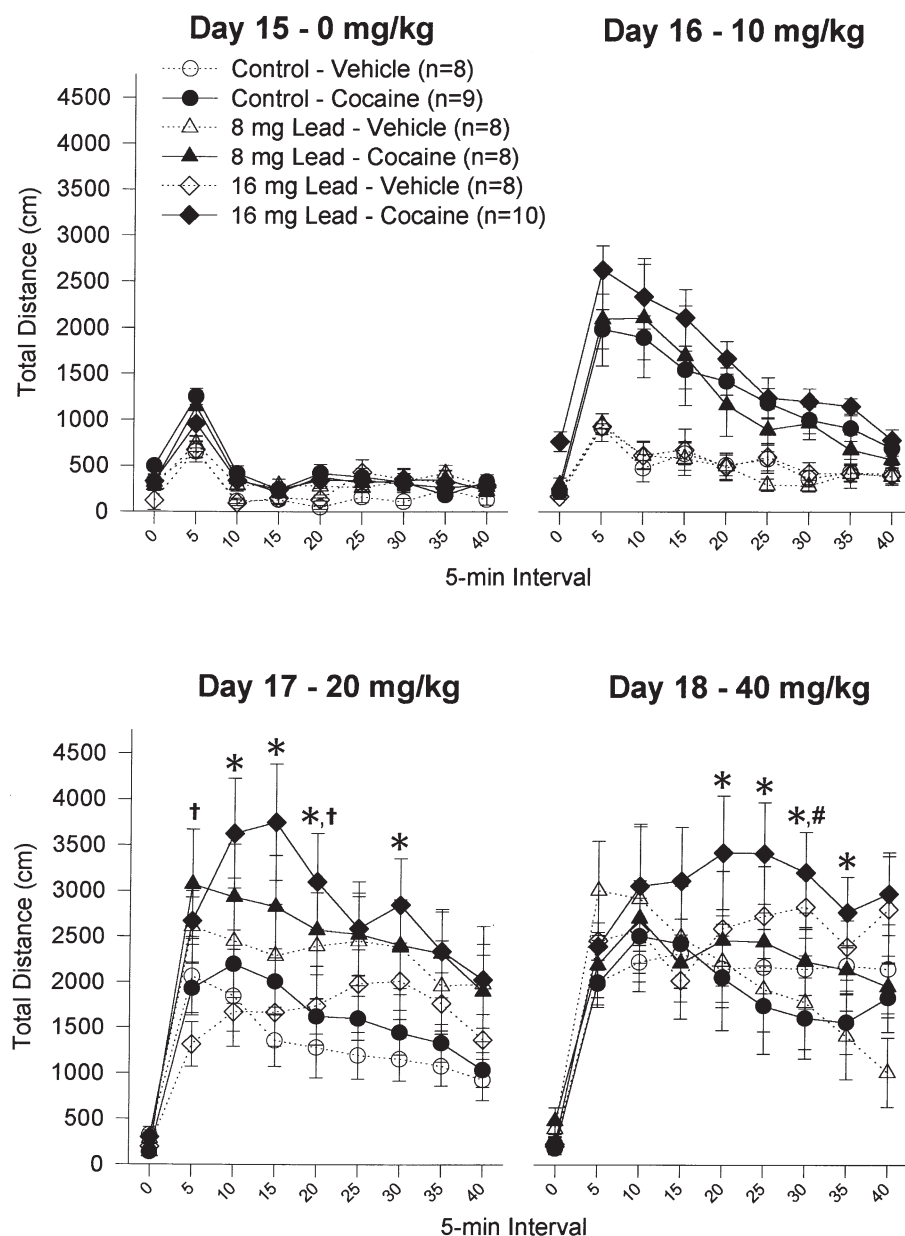 Day 15 - 0 mg/kg
Day 16 - 10 mg/kg
Control - Vehicle (n=8)
Control - Cocaine (n=9)
8 mg Lead - Vehicle (n=8)
8 mg Lead - Cocaine (n=8)
16 mg Lead - Vehicle (n=8)
16 mg Lead - Cocaine (n=10)
Total Distance (cm)
4500
4000
3500
3000
2500
2000
1500
1000
500
0
0 5 10 15 20 25 30 35 40
0 5 10 15 20 25 30 35 40
5-min Interval
Day 17 - 20 mg/kg
Day 18 - 40 mg/kg
Total Distance (cm)
4500
4000
3500
3000
2500
2000
1500
1000
500
0
†
*
*
*,†
*
*
*
*,#
*
0 5 10 15 20 25 30 35 40
0 5 10 15 20 25 30 35 40
5-min Interval